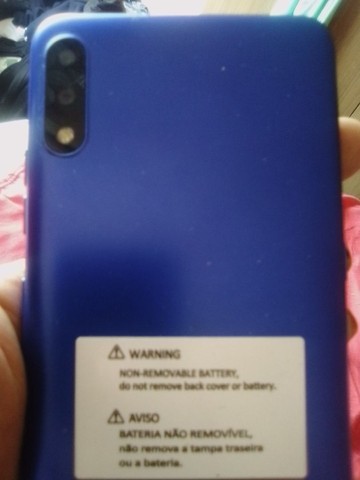 ⚠ WARNING
NON-REMOVABLE BATTERY,
do not remove back cover or battery.
⚠ AVISO
BATERIA NÃO REMOVÍVEL,
não remova a tampa traseira
ou a bateria.